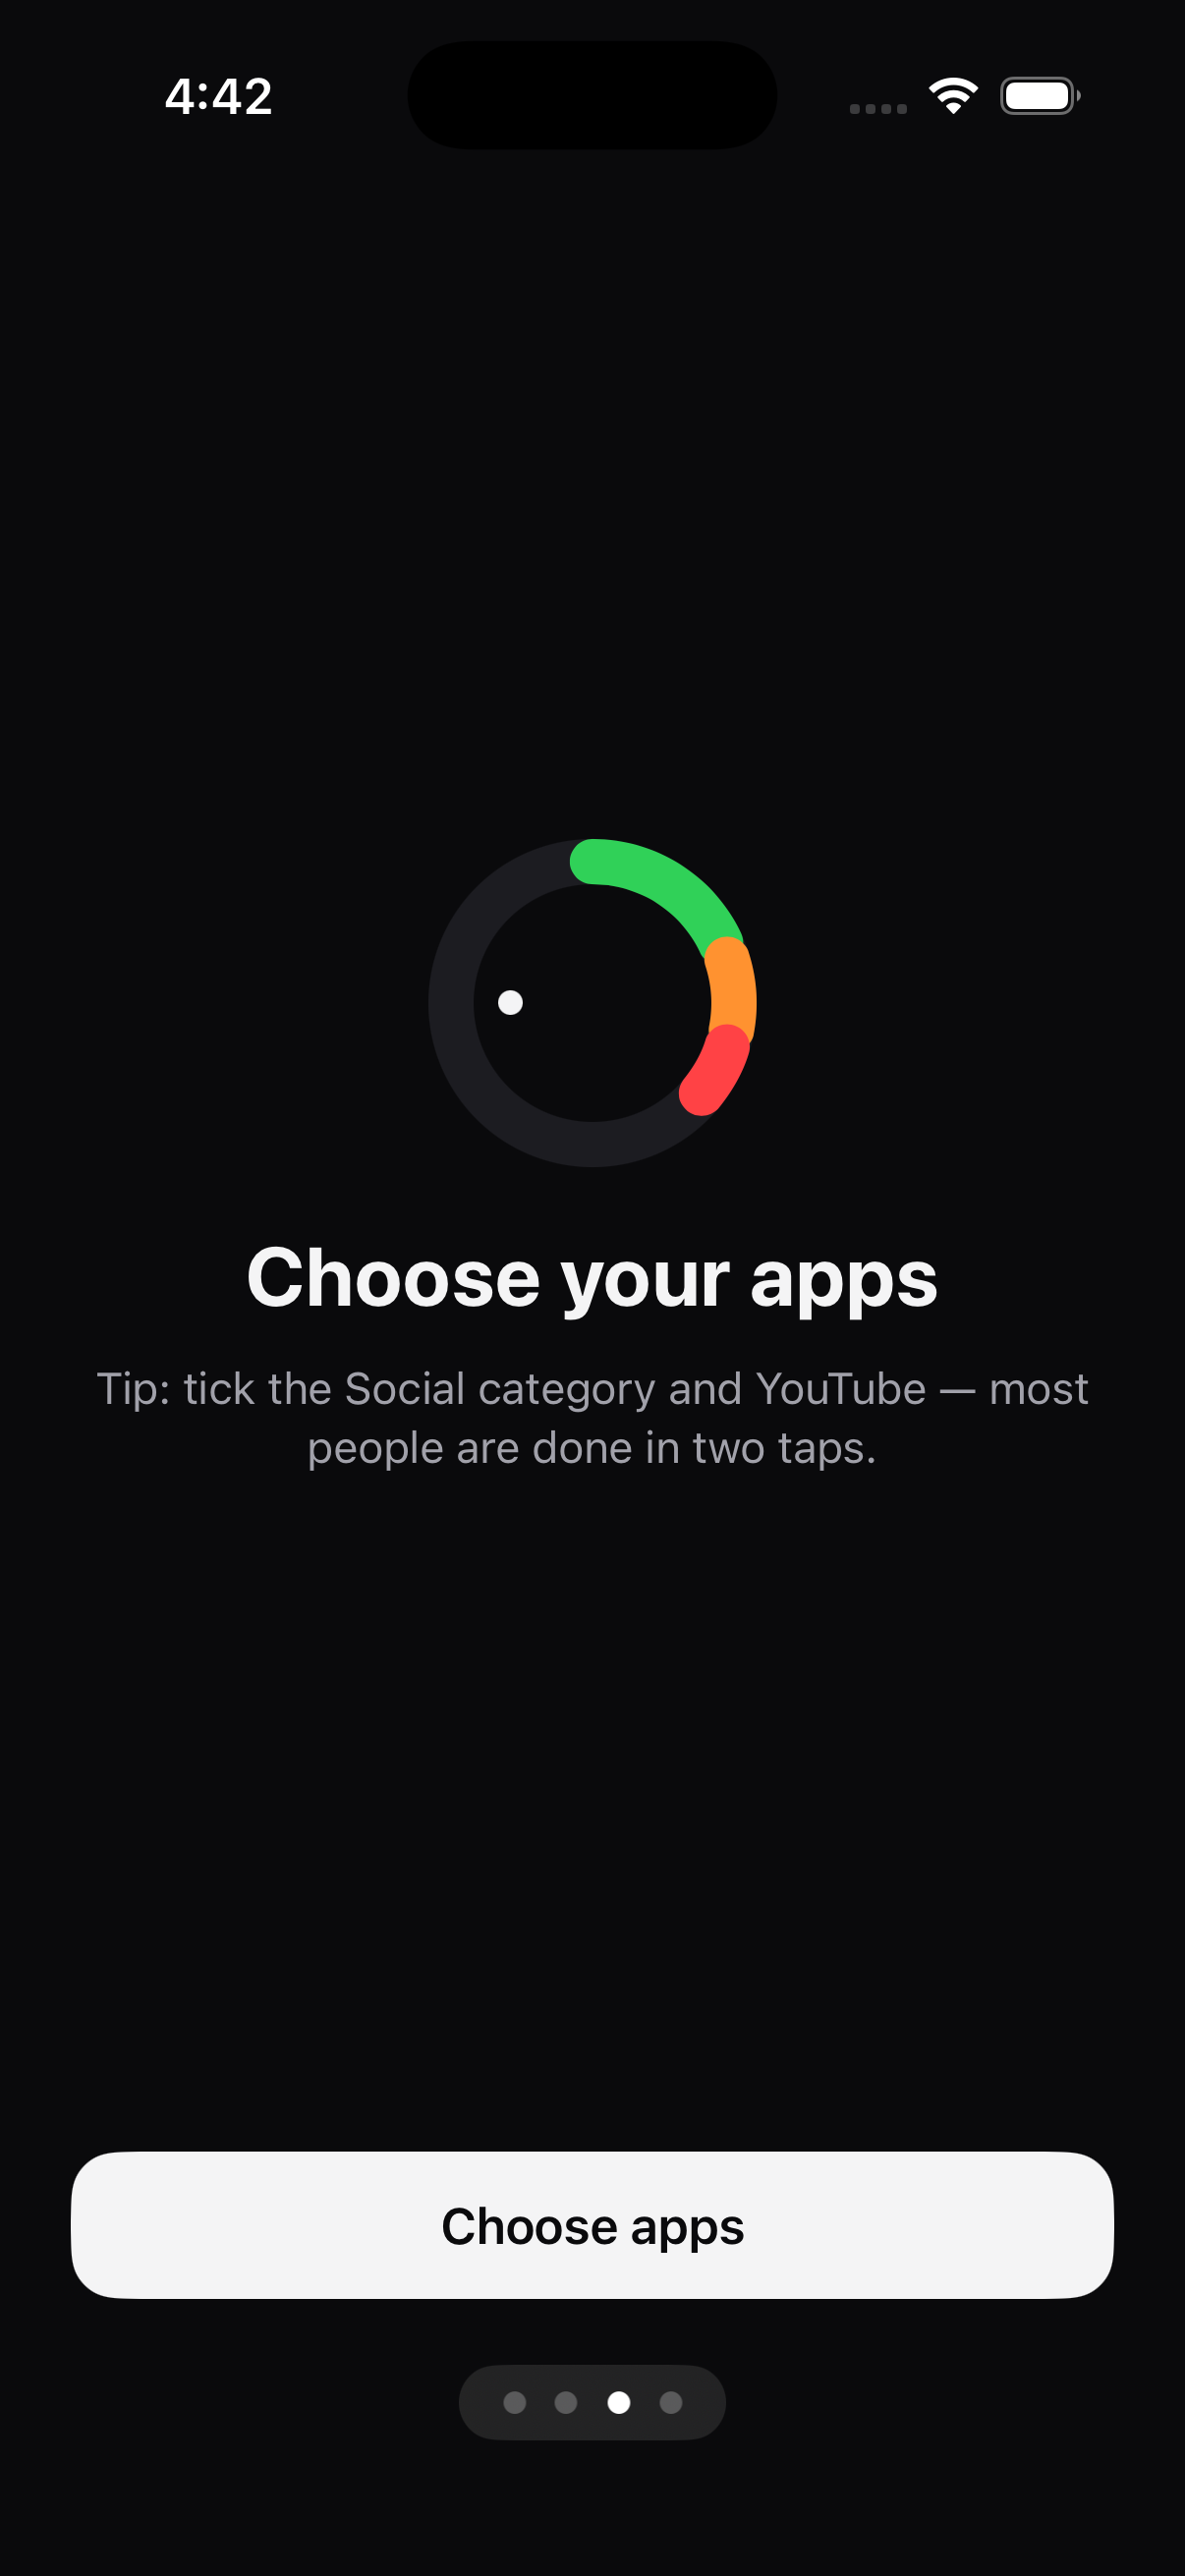 4:42
Choose your apps
Tip: tick the Social category and YouTube — most
people are done in two taps.
Choose apps